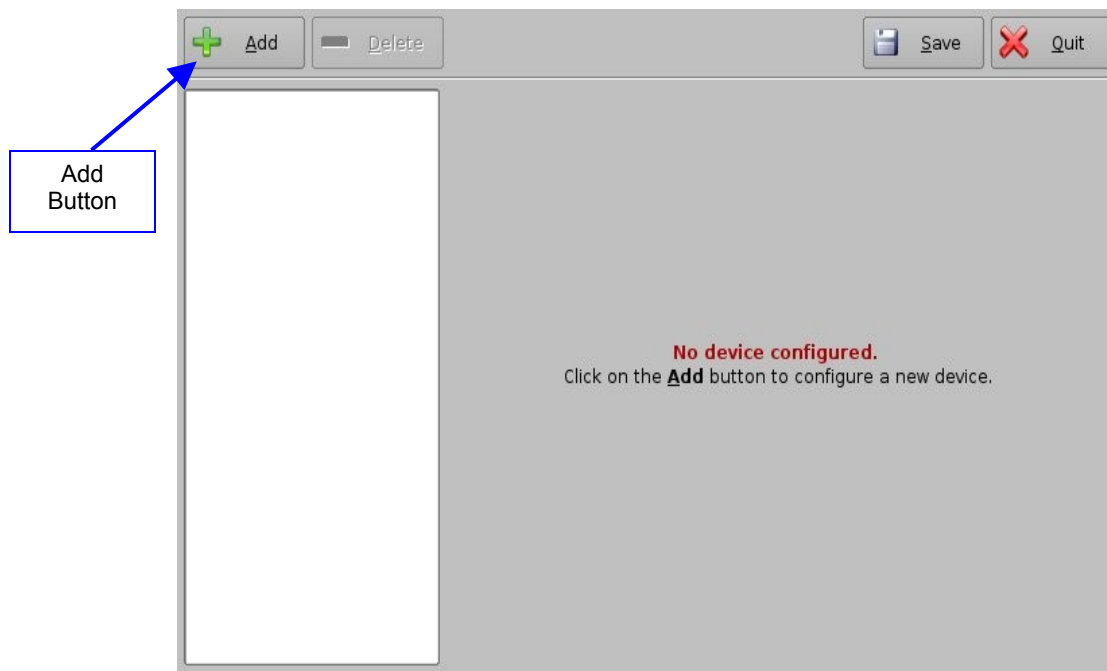 Add
Delete
Save
Quit
Add
Button
No device configured.
Click on the Add button to configure a new device.